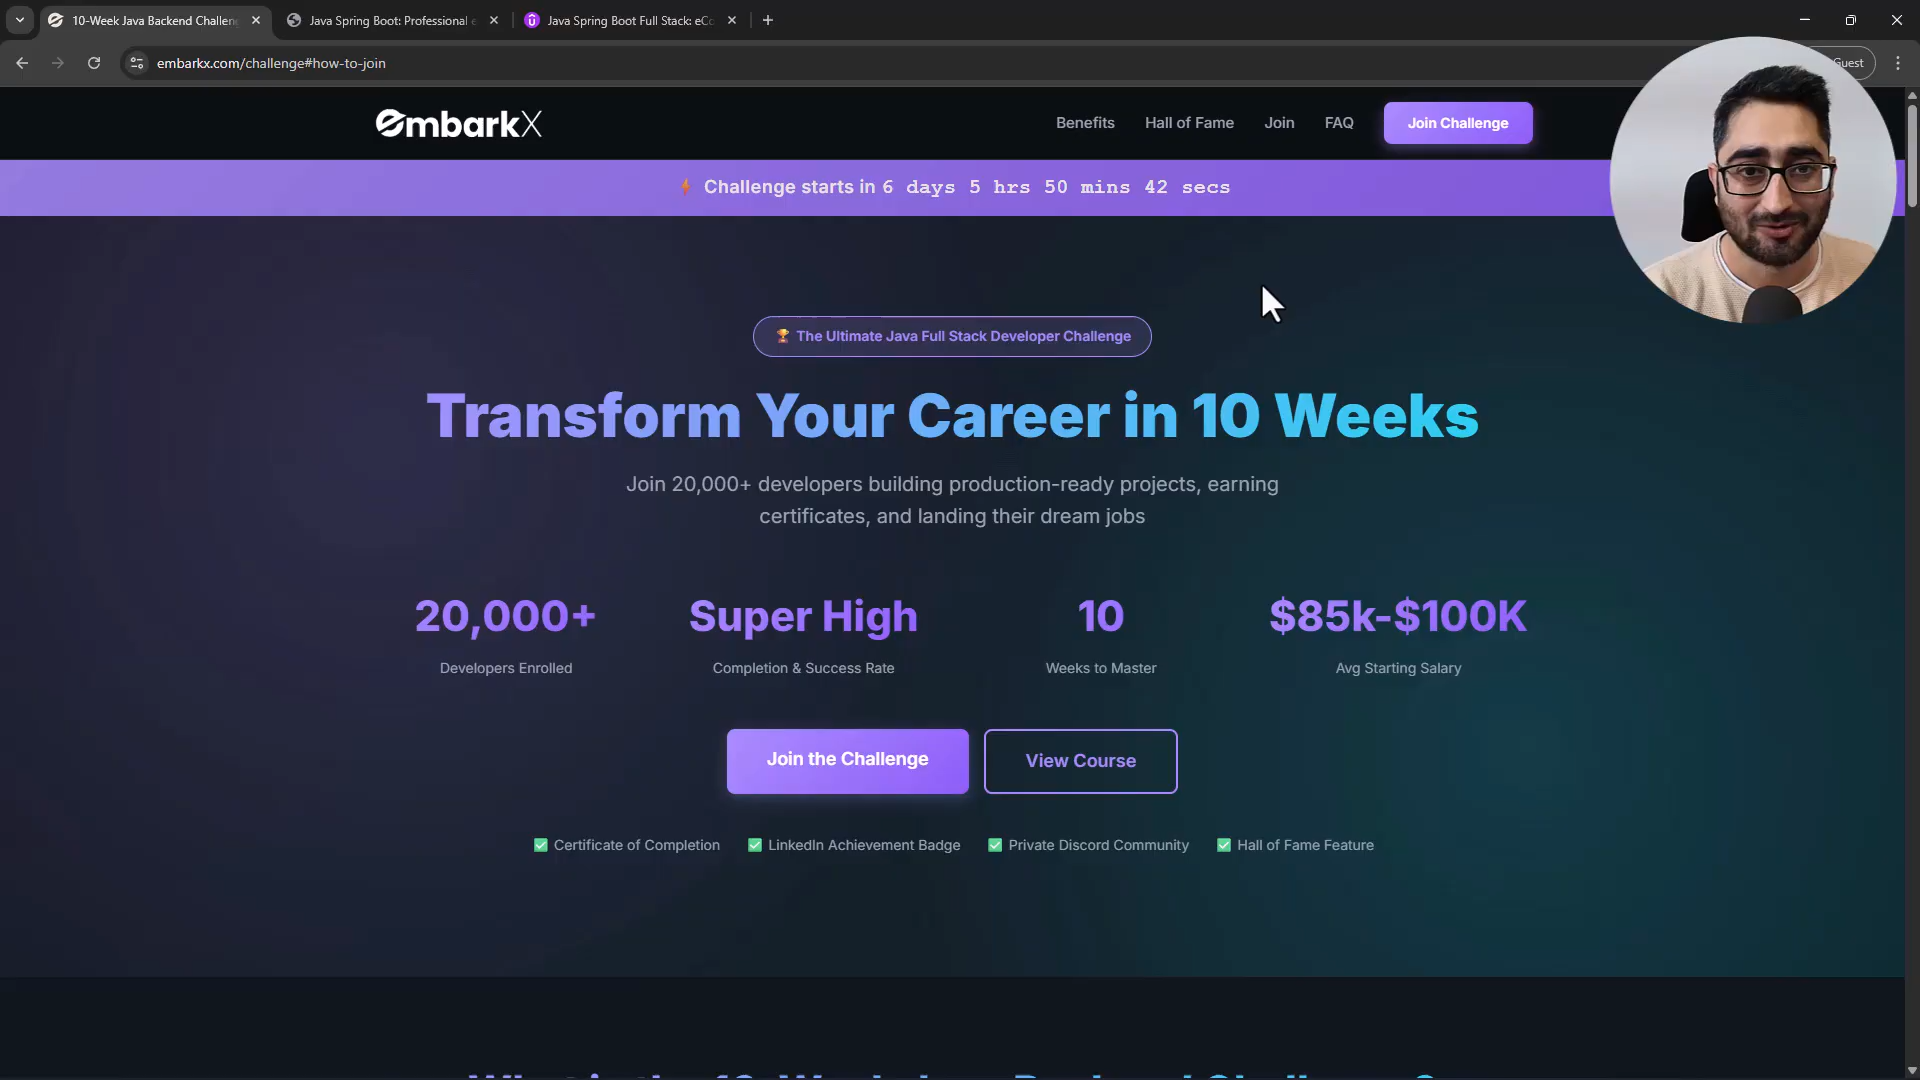 10-Week Java Backend Challeng
Java Spring Boot: Professional e
Java Spring Boot Full Stack: eCo
embarkx.com/challenge#how-to-join
Guest
EmbarkX
Benefits
Hall of Fame
Join
FAQ
Join Challenge
Challenge starts in 6 days 5 hrs 50 mins 42 secs
The Ultimate Java Full Stack Developer Challenge
Transform Your Career in 10 Weeks
Join 20,000+ developers building production-ready projects, earning
certificates, and landing their dream jobs
20,000+
Developers Enrolled
Super High
Completion & Success Rate
10
Weeks to Master
$85k-$100K
Avg Starting Salary
Join the Challenge
View Course
Certificate of Completion
LinkedIn Achievement Badge
Private Discord Community
Hall of Fame Feature